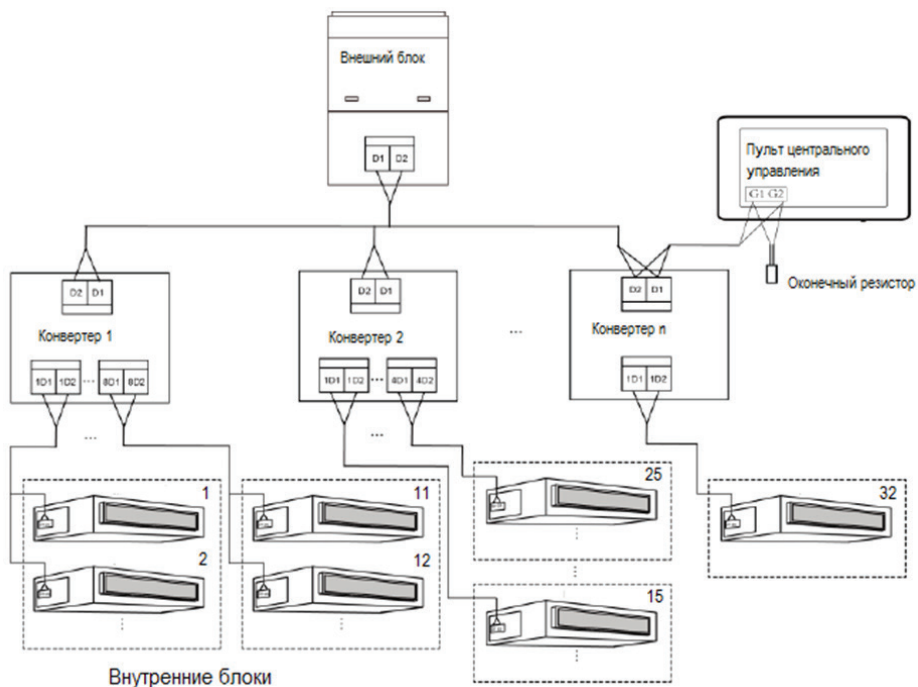 Внешний блок
D1 D2
Пульт центрального
управления
G1 G2
Оконечный резистор
D2 D1
Конвертер 1
1D1 1D2 ... 8D1 8D2
...
D2 D1
Конвертер 2
1D1 1D2 ... 4D1 4D2
...
...
D2 D1
Конвертер n
1D1 1D2
1
2
11
12
25
15
32
Внутренние блоки